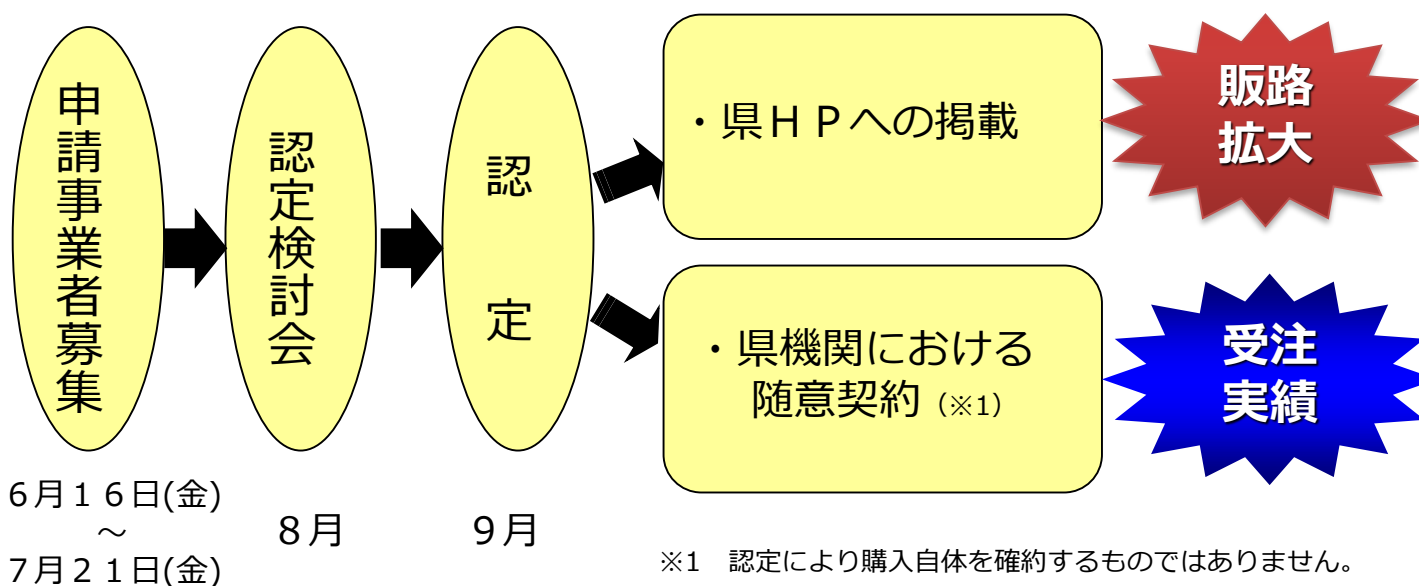 申請事業者募集
認定検討会
認定
・県ＨＰへの掲載
販路
拡大
・県機関における
随意契約（※1）
受注
実績
６月１６日(金)
～
７月２１日(金)
８月
９月
※1　認定により購入自体を確約するものではありません。